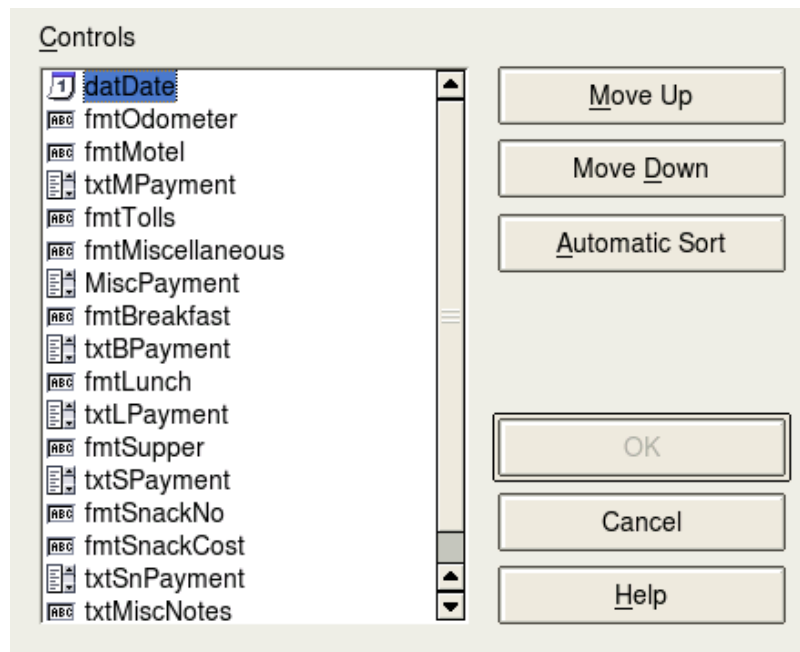 Controls
datDate
fmtOdometer
fmtMotel
txtMPayment
fmtTolls
fmtMiscellaneous
MiscPayment
fmtBreakfast
txtBPayment
fmtLunch
txtLPayment
fmtSupper
txtSPayment
fmtSnackNo
fmtSnackCost
txtSnPayment
txtMiscNotes
Move Up
Move Down
Automatic Sort
OK
Cancel
Help